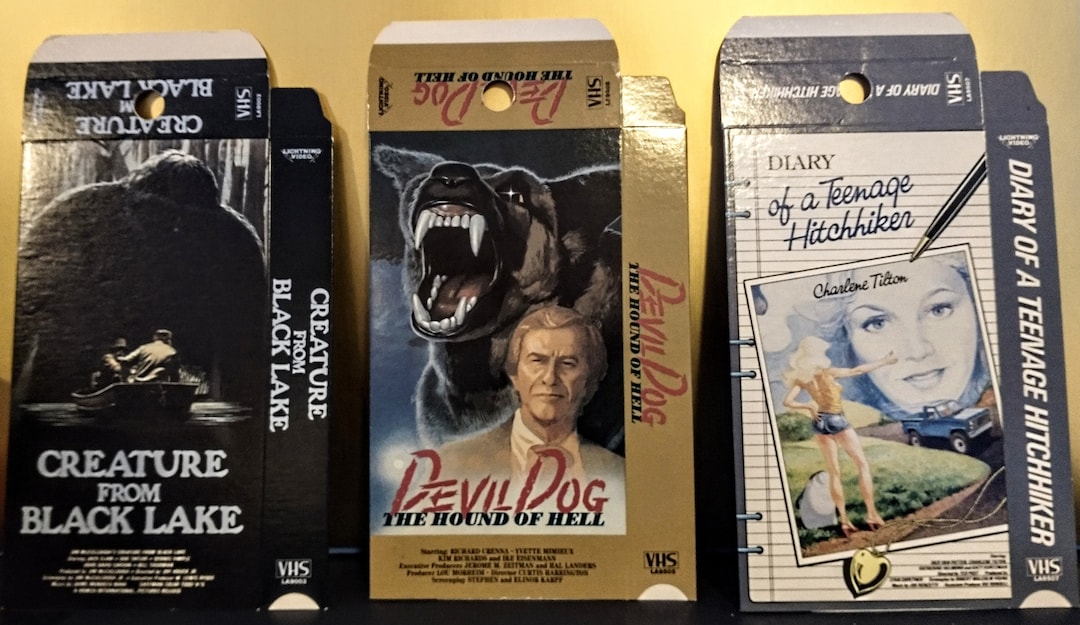 CREATURE
FROM
BLACK LAKE
VHS
LA9003
CREATURE
FROM
BLACK LAKE
LIGHTNING
VIDEO
CREATURE
FROM
BLACK LAKE
VHS
DEVIL DOG
THE HOUND OF HELL
LIGHTNING
VIDEO
VHS
DEVIL DOG
THE HOUND OF HELL
Starring: RICHARD CRENNA • YVETTE MIMIEUX
KIM RICHARDS and IKE EISENMANN
Executive Producers JEROME M. ZEITMAN and HAL LANDERS
Producer LOU MORHEIM • Director CURTIS HARRINGTON
Screenplay STEPHEN and ELINOR KARPF
DEVIL DOG
THE HOUND OF HELL
VHS
DIARY OF A TEENAGE HITCHHIKER
VHS
DIARY
of a Teenage
Hitchhiker
Charlene Tilton
LIGHTNING
VIDEO
DIARY OF A TEENAGE HITCHHIKER
VHS